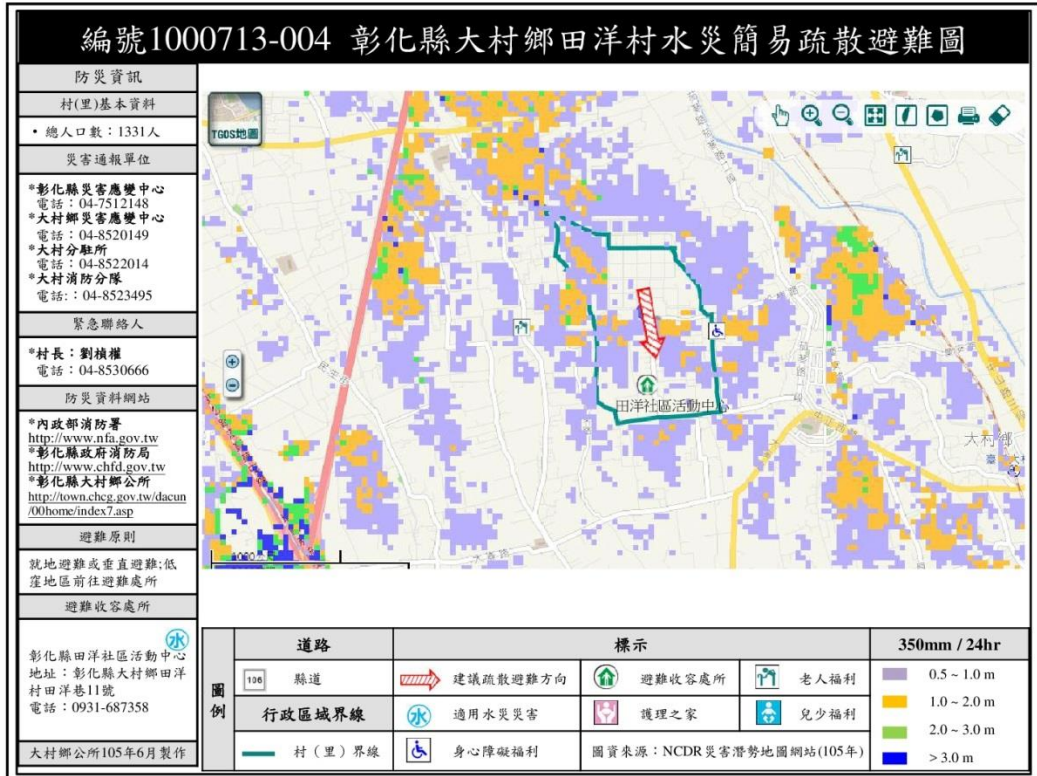 編號1000713-004 彰化縣大村鄉田洋村水災簡易疏散避難圖
防災資訊
村(里)基本資料
• 總人口數：1331人
災害通報單位
*彰化縣災害應變中心
電話：04-7512148
*大村鄉災害應變中心
電話：04-8520149
*大村分駐所
電話：04-8522014
*大村消防分隊
電話:：04-8523495
緊急聯絡人
*村長：劉楨權
電話：04-8530666
防災資料網站
*內政部消防署
http://www.nfa.gov.tw
*彰化縣政府消防局
http://www.chfd.gov.tw
*彰化縣大村鄉公所
http://town.chcg.gov.tw/dacun
/00home/index7.asp
避難原則
就地避難或垂直避難;低
窪地區前往避難處所
避難收容處所
水
彰化縣田洋社區活動中心
地址：彰化縣大村鄉田洋
村田洋巷11號
電話：0931-687358
大村鄉公所105年6月製作
TGOS地圖
田洋社區活動中心
大村鄉
圖例
道路
106 縣道
行政區域界線
村（里）界線
標示
建議疏散避難方向
避難收容處所
老人福利
水 適用水災災害
護理之家
兒少福利
身心障礙福利
圖資來源：NCDR災害潛勢地圖網站(105年)
350mm / 24hr
0.5 ~ 1.0 m
1.0 ~ 2.0 m
2.0 ~ 3.0 m
> 3.0 m